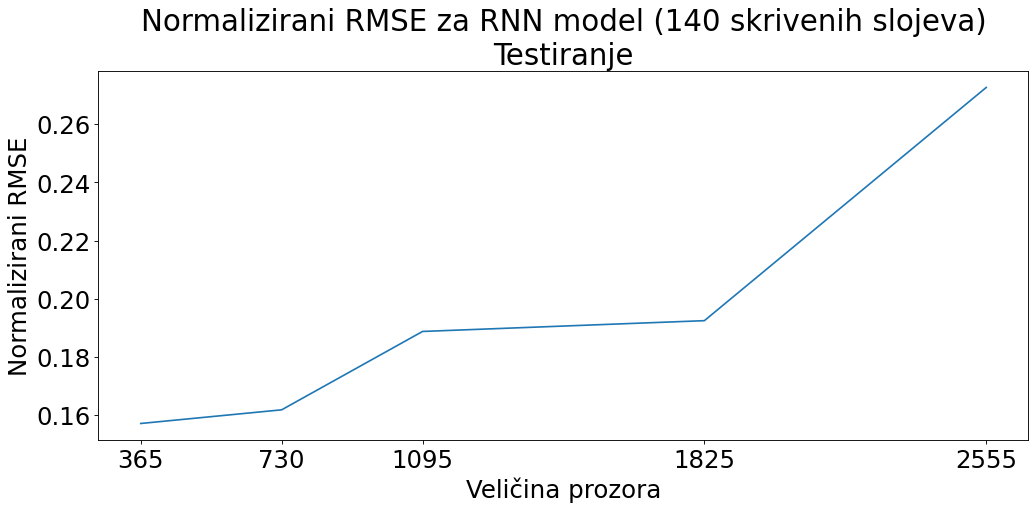 Normalizirani RMSE za RNN model (140 skrivenih slojeva)
Testiranje
Normalizirani RMSE
0.26
0.24
0.22
0.20
0.18
0.16
365 730 1095 1825 2555
Veličina prozora